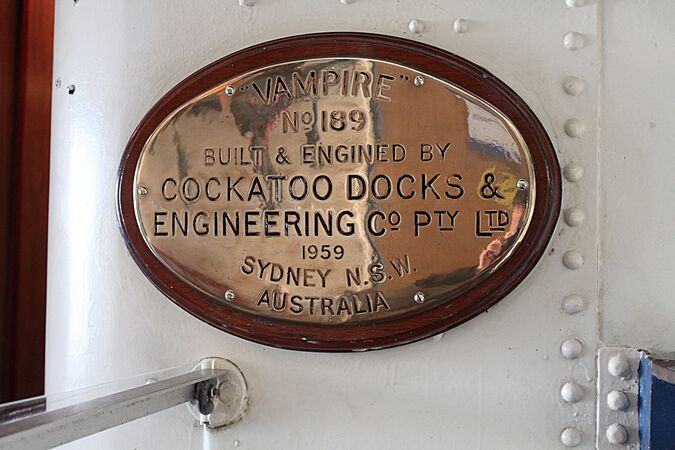 "VAMPIRE"
No 189
BUILT & ENGINED BY
COCKATOO DOCKS &
ENGINEERING Co PTY LTD
1959
SYDNEY N.S.W.
AUSTRALIA